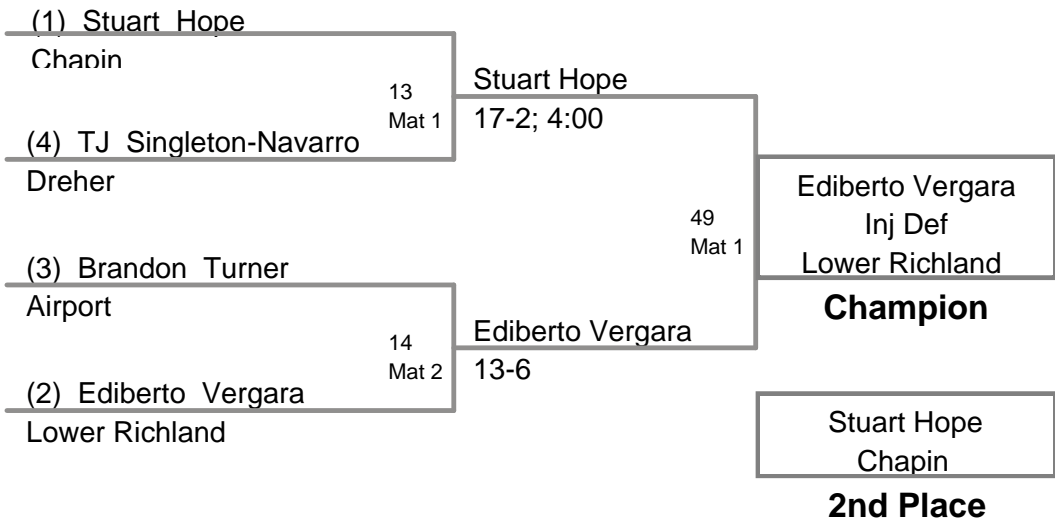 (1) Stuart Hope
Chapin
13
Mat 1
(4) TJ Singleton-Navarro
Dreher
Stuart Hope
17-2; 4:00
(3) Brandon Turner
Airport
14
Mat 2
(2) Ediberto Vergara
Lower Richland
Ediberto Vergara
13-6
49
Mat 1
Ediberto Vergara
Inj Def
Lower Richland
Champion
Stuart Hope
Chapin
2nd Place